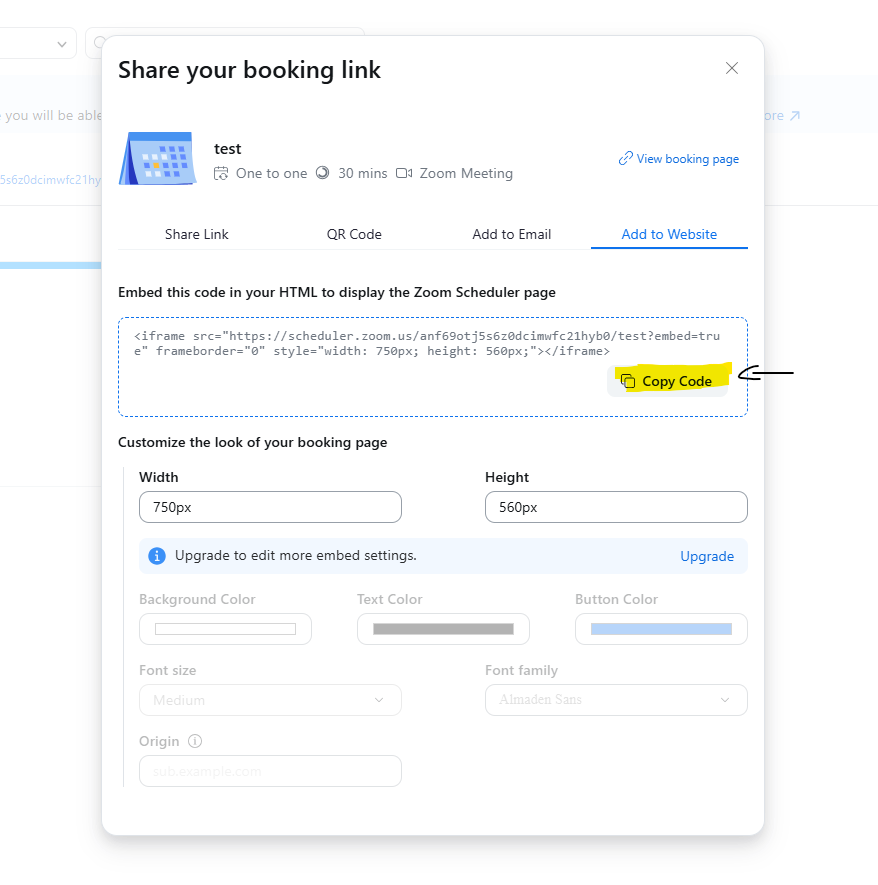 Share your booking link
you will be able
ore
5s6z0dcimwfc21hy
test
One to one 30 mins Zoom Meeting
View booking page
Share Link QR Code Add to Email Add to Website
Embed this code in your HTML to display the Zoom Scheduler page
<iframe src="https://scheduler.zoom.us/anf69otj5s6z0dcimwfc21hyb0/test?embed=tru
e" frameborder="0" style="width: 750px; height: 560px;"></iframe>
Copy Code
Customize the look of your booking page
Width Height
750px 560px
Upgrade to edit more embed settings. Upgrade
Background Color Text Color Button Color
Font size Font family
Medium Almaden Sans
Origin
sub.example.com